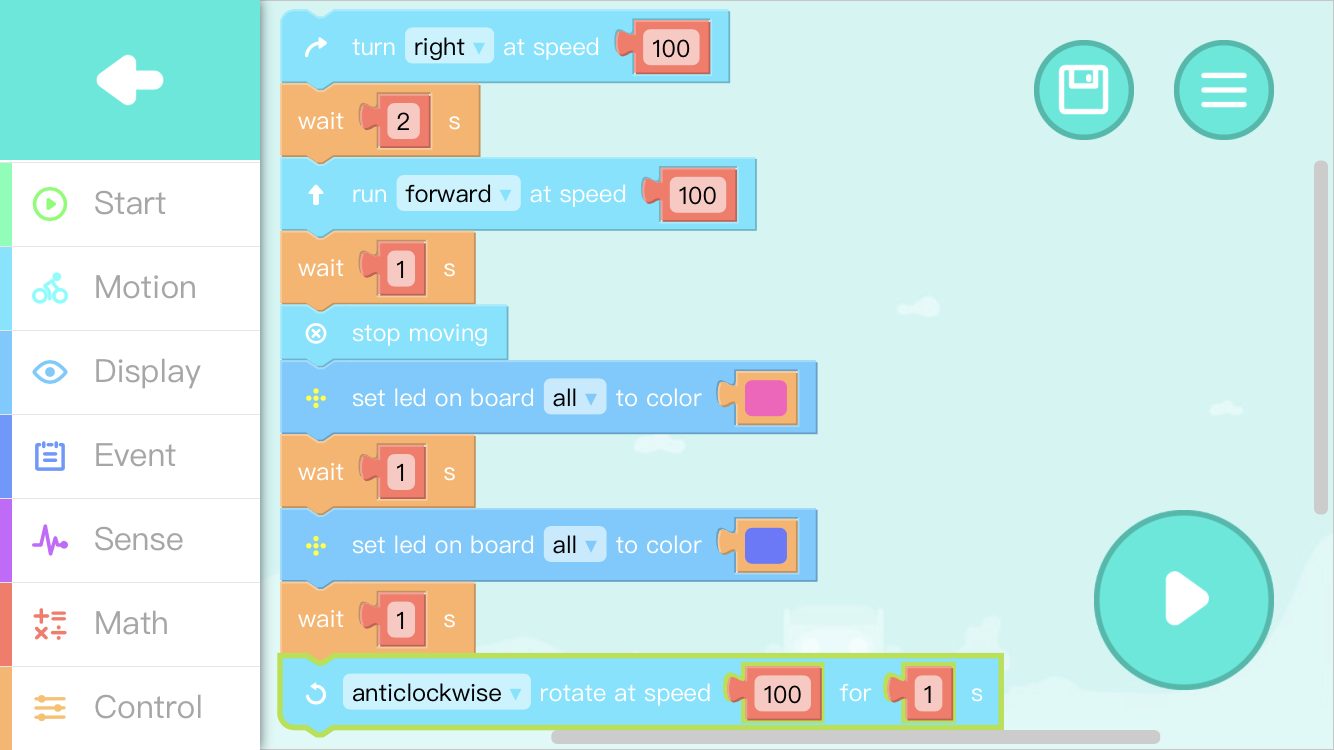 turn right at speed 100
wait 2 s
run forward at speed 100
wait 1 s
stop moving
set led on board all to color
wait 1 s
set led on board all to color
wait 1 s
anticlockwise rotate at speed 100 for 1 s
Start
Motion
Display
Event
Sense
Math
Control